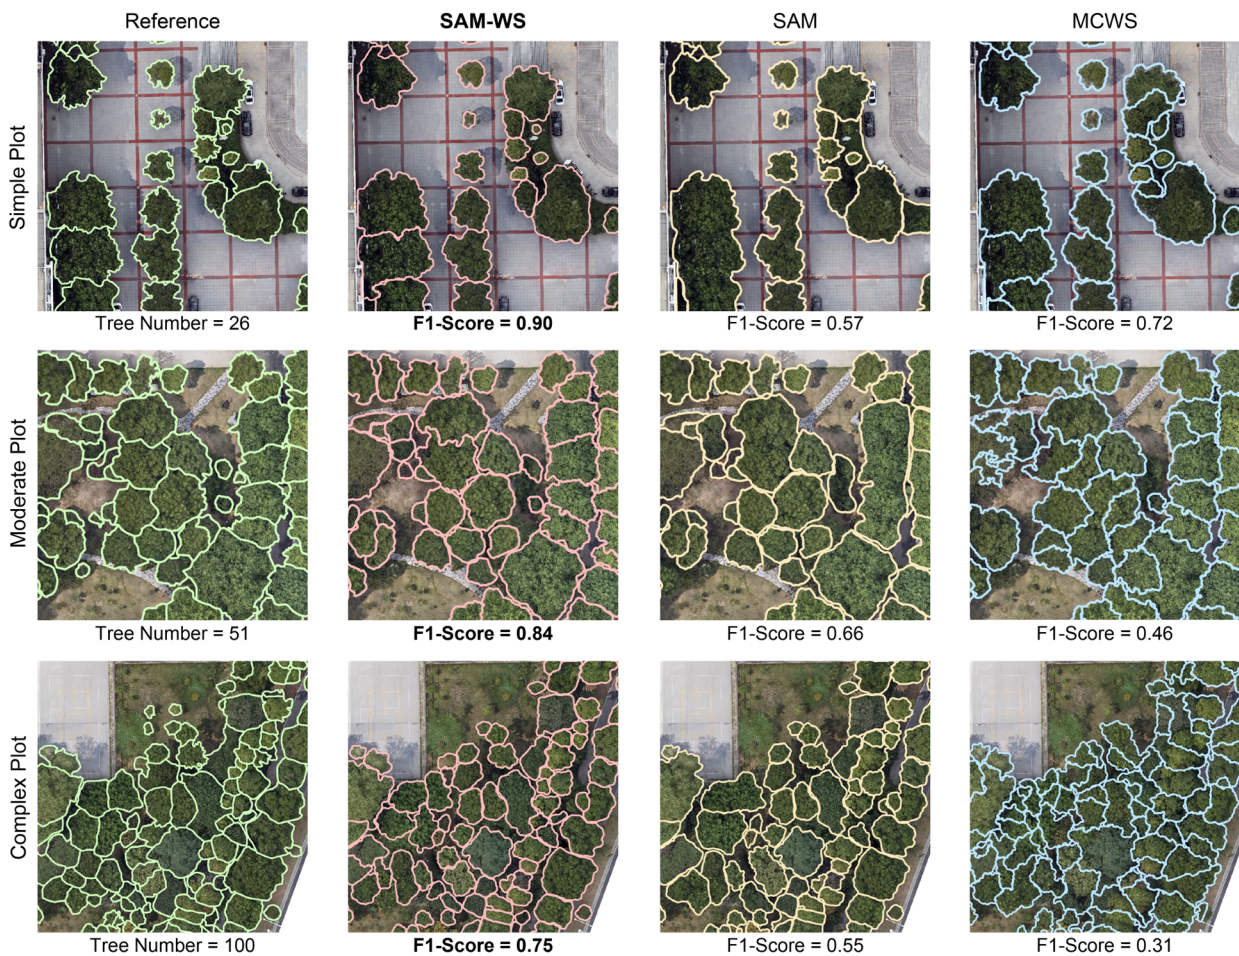 Reference SAM-WS SAM MCWS
Simple Plot
Tree Number = 26 F1-Score = 0.90 F1-Score = 0.57 F1-Score = 0.72
Moderate Plot
Tree Number = 51 F1-Score = 0.84 F1-Score = 0.66 F1-Score = 0.46
Complex Plot
Tree Number = 100 F1-Score = 0.75 F1-Score = 0.55 F1-Score = 0.31